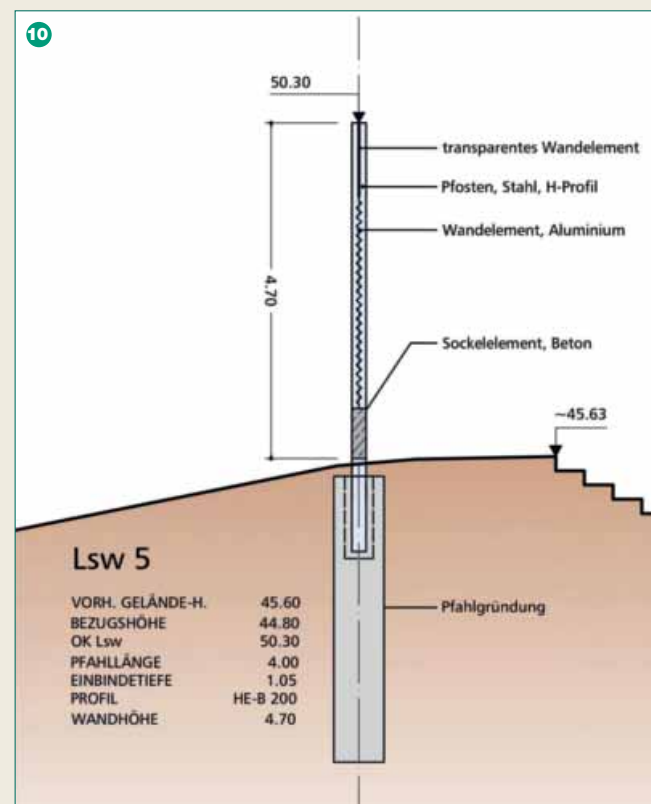 10
50.30
transparentes Wandelement
Pfosten, Stahl, H-Profil
Wandelement, Aluminium
4.70
Sockelelement, Beton
~45.63
Lsw 5
VORH. GELÄNDE-H. 45.60
BEZUGSHÖHE 44.80
OK Lsw 50.30
PFAHLLÄNGE 4.00
EINBINDETIEFE 1.05
PROFIL HE-B 200
WANDHÖHE 4.70
Pfahlgründung